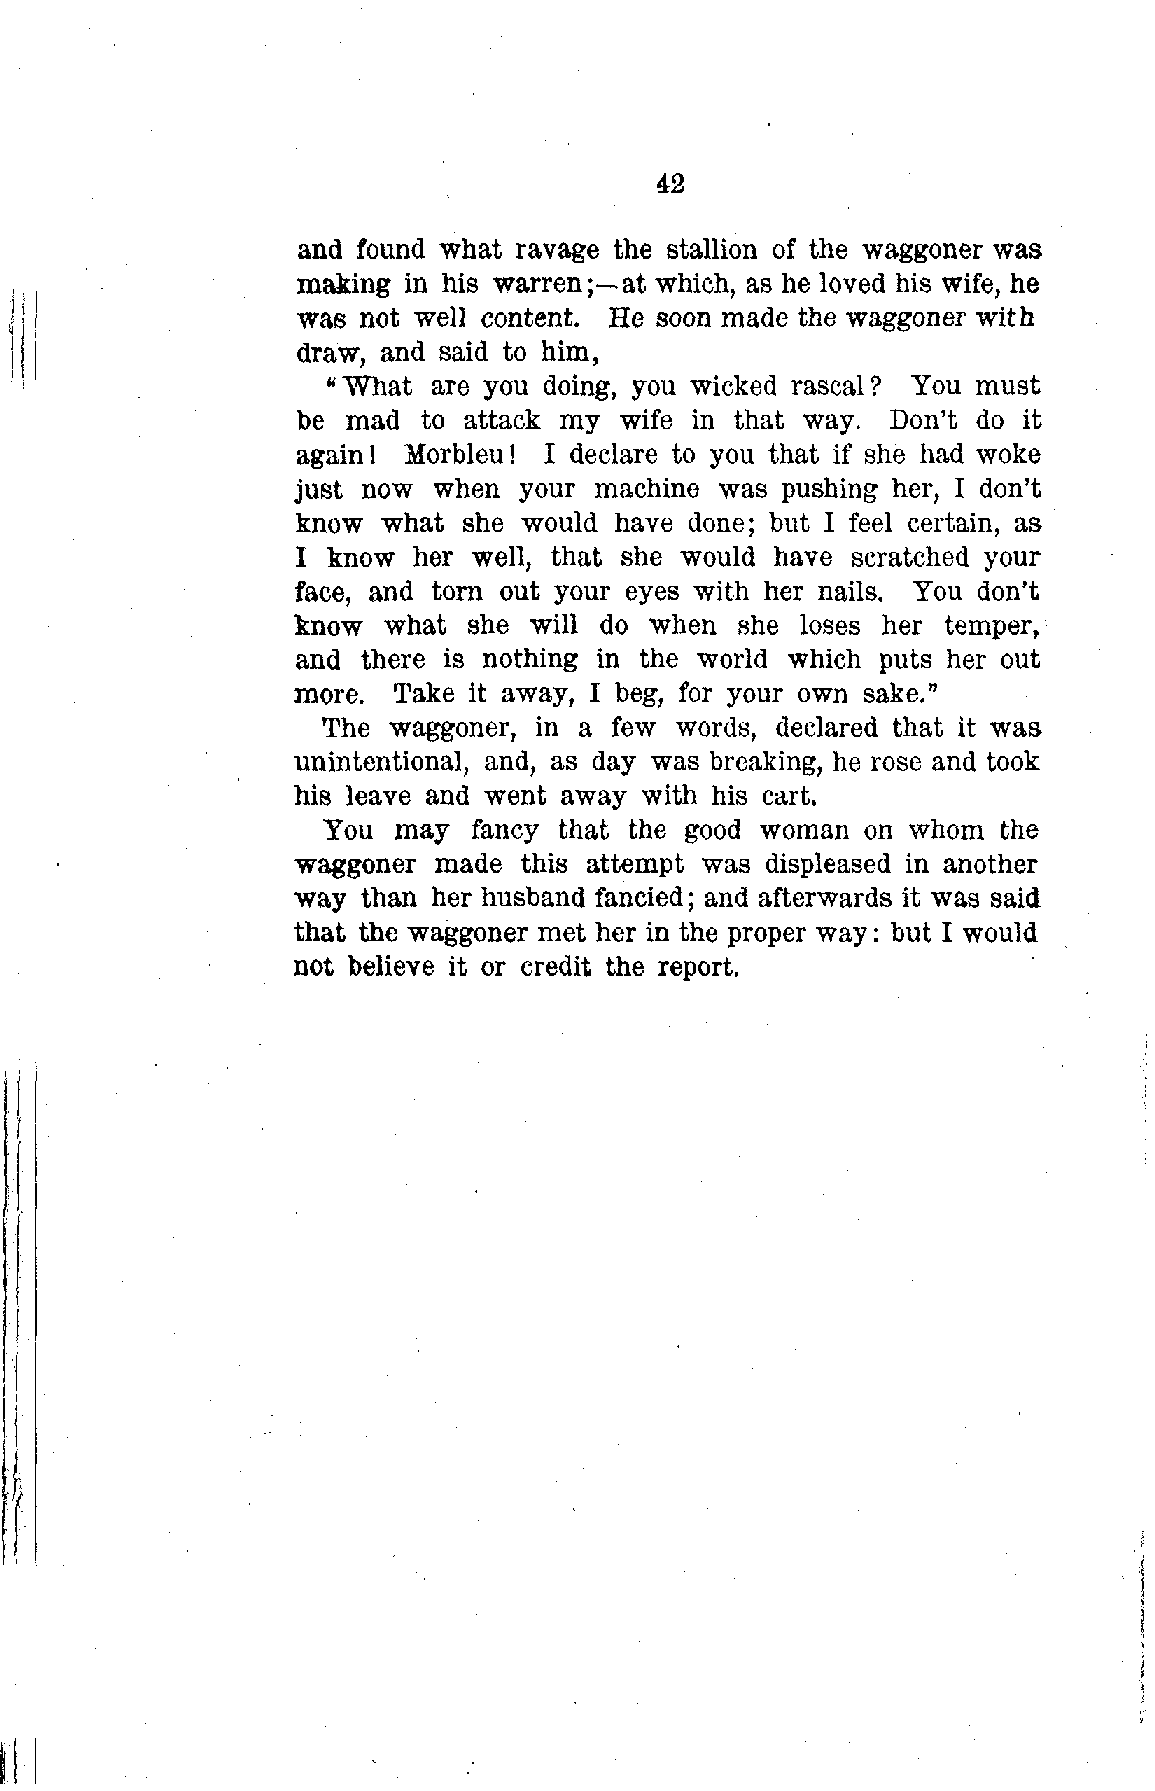 42
and found what ravage the stallion of the waggoner was
making in his warren;—at which, as he loved his wife, he
was not well content. He soon made the waggoner with
draw, and said to him,
"What are you doing, you wicked rascal? You must
be mad to attack my wife in that way. Don't do it
again! Morbleu! I declare to you that if she had woke
just now when your machine was pushing her, I don't
know what she would have done; but I feel certain, as
I know her well, that she would have scratched your
face, and torn out your eyes with her nails. You don't
know what she will do when she loses her temper,
and there is nothing in the world which puts her out
more. Take it away, I beg, for your own sake."
The waggoner, in a few words, declared that it was
unintentional, and, as day was breaking, he rose and took
his leave and went away with his cart.
You may fancy that the good woman on whom the
waggoner made this attempt was displeased in another
way than her husband fancied; and afterwards it was said
that the waggoner met her in the proper way: but I would
not believe it or credit the report.